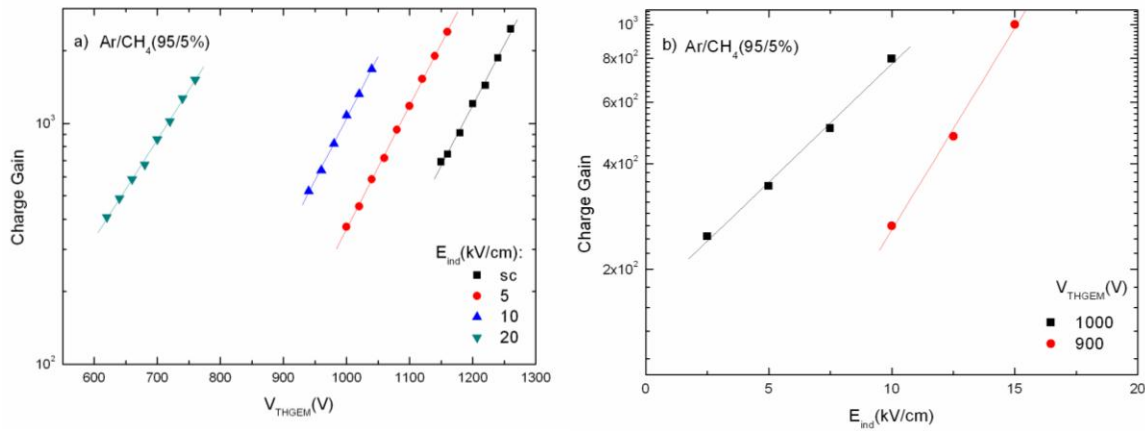 a) Ar/CH₄(95/5%)
Charge Gain
10³
10²
E_ind(kV/cm):
sc
5
10
20
600 700 800 900 1000 1100 1200 1300
V_THGEM(V)
b) Ar/CH₄(95/5%)
Charge Gain
10³
8x10²
6x10²
4x10²
2x10²
V_THGEM(V)
1000
900
0 5 10 15 20
E_ind(kV/cm)